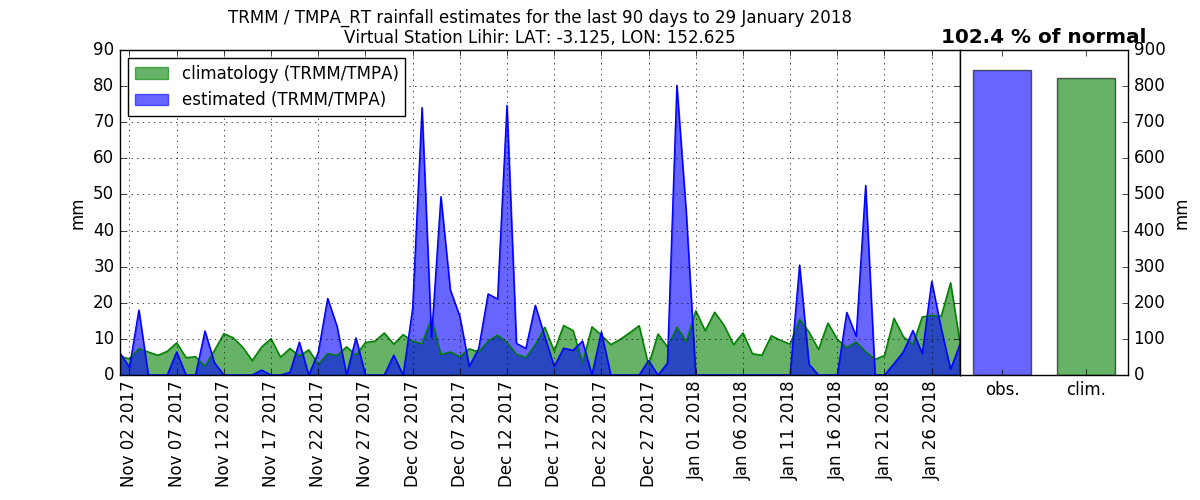 TRMM / TMPA_RT rainfall estimates for the last 90 days to 29 January 2018
Virtual Station Lihir: LAT: -3.125, LON: 152.625
102.4 % of normal
climatology (TRMM/TMPA)
estimated (TRMM/TMPA)
90
80
70
60
50
40
30
20
10
0
mm
Nov 02 2017
Nov 07 2017
Nov 12 2017
Nov 17 2017
Nov 22 2017
Nov 27 2017
Dec 02 2017
Dec 07 2017
Dec 12 2017
Dec 17 2017
Dec 22 2017
Dec 27 2017
Jan 01 2018
Jan 06 2018
Jan 11 2018
Jan 16 2018
Jan 21 2018
Jan 26 2018
obs.
clim.
900
800
700
600
500
400
300
200
100
0
mm